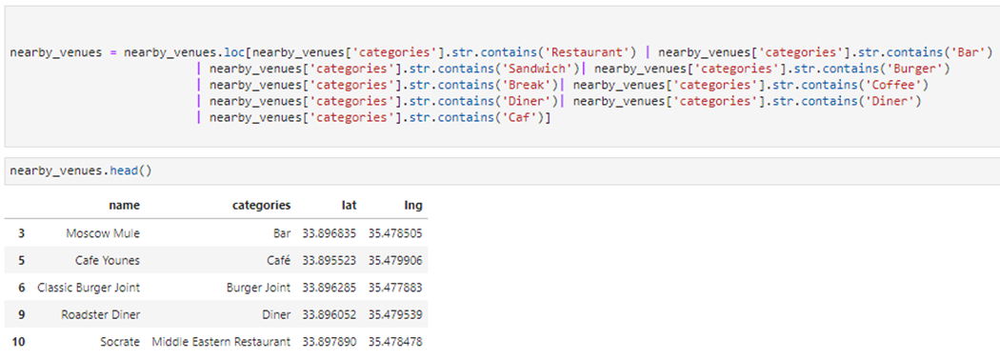 nearby_venues = nearby_venues.loc[nearby_venues['categories'].str.contains('Restaurant') | nearby_venues['categories'].str.contains('Bar')
| nearby_venues['categories'].str.contains('Sandwich')| nearby_venues['categories'].str.contains('Burger')
| nearby_venues['categories'].str.contains('Break')| nearby_venues['categories'].str.contains('Coffee')
| nearby_venues['categories'].str.contains('Diner')| nearby_venues['categories'].str.contains('Diner')
| nearby_venues['categories'].str.contains('Caf')]
nearby_venues.head()
name categories lat lng
3 Moscow Mule Bar 33.896835 35.478505
5 Cafe Younes Café 33.895523 35.479906
6 Classic Burger Joint Burger Joint 33.896285 35.477883
9 Roadster Diner Diner 33.896052 35.479539
10 Socrate Middle Eastern Restaurant 33.897890 35.478478